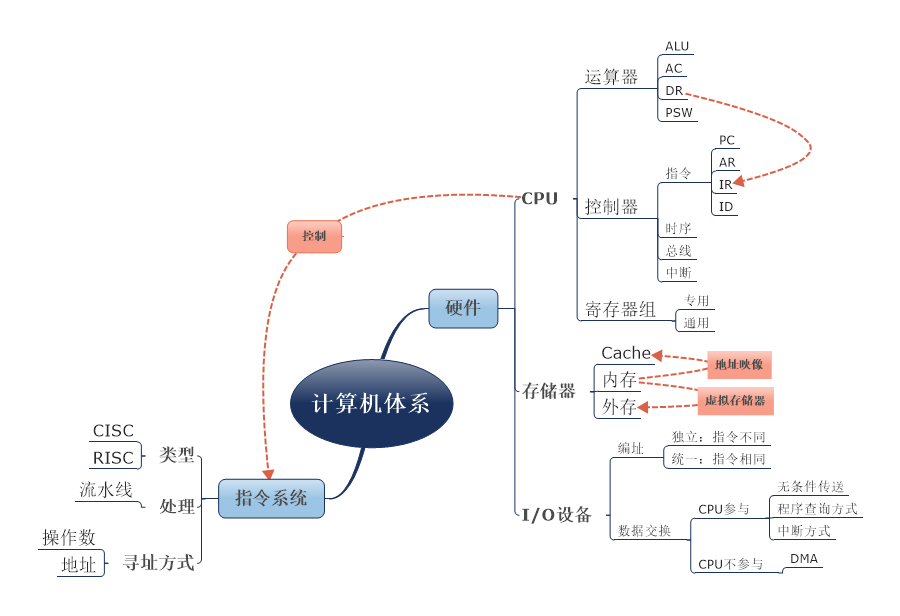 计算机体系
硬件
CPU
运算器
ALU
AC
DR
PSW
控制器
指令
PC
AR
IR
ID
时序
总线
中断
寄存器组
专用
通用
存储器
Cache
内存
外存
地址映像
虚拟存储器
I/O设备
编址
独立：指令不同
统一：指令相同
数据交换
CPU参与
无条件传送
程序查询方式
中断方式
CPU不参与
DMA
控制
指令系统
类型
CISC
RISC
处理
流水线
寻址方式
操作数
地址